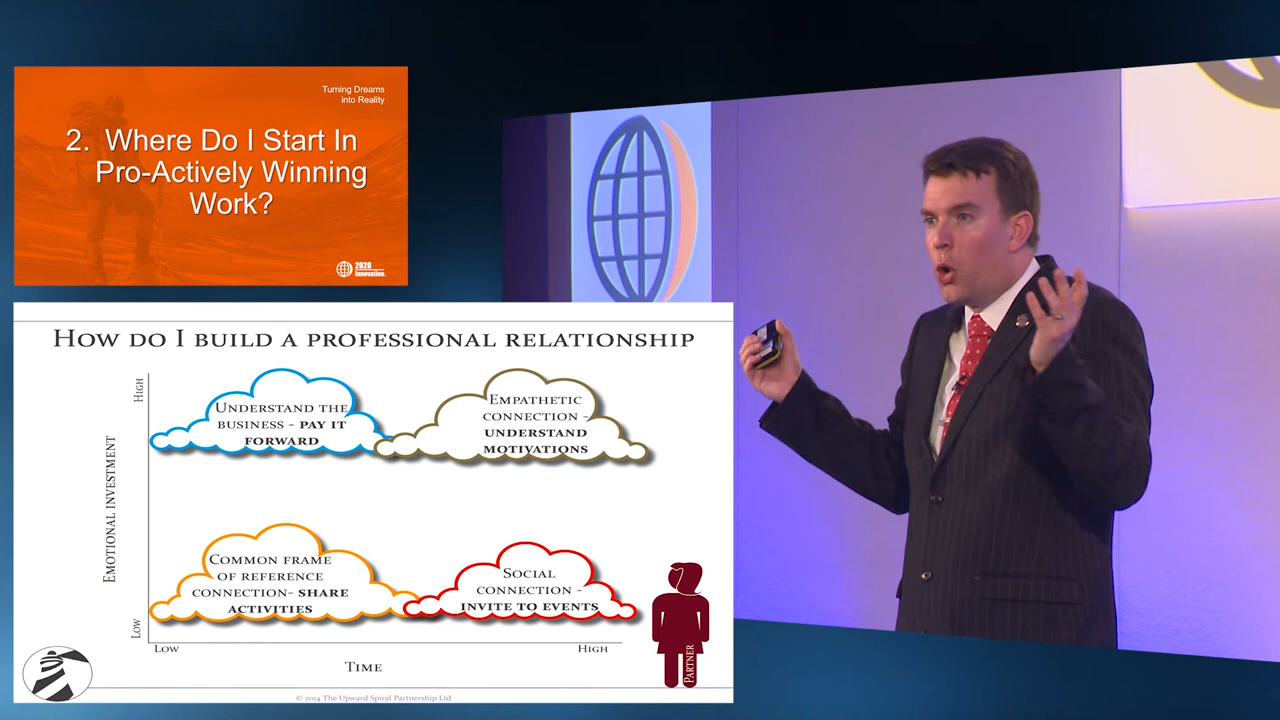 Turning Dreams
into Reality
2. Where Do I Start In
Pro-Actively Winning
Work?
2020
Innovation
HOW DO I BUILD A PROFESSIONAL RELATIONSHIP
HIGH
UNDERSTAND THE
BUSINESS - PAY IT
FORWARD
EMPATHETIC
CONNECTION -
UNDERSTAND
MOTIVATIONS
EMOTIONAL INVESTMENT
COMMON FRAME
OF REFERENCE
CONNECTION- SHARE
ACTIVITIES
SOCIAL
CONNECTION -
INVITE TO EVENTS
LOW
LOW
HIGH
TIME
PARTNER
© 2014 The Upward Spiral Partnership Ltd